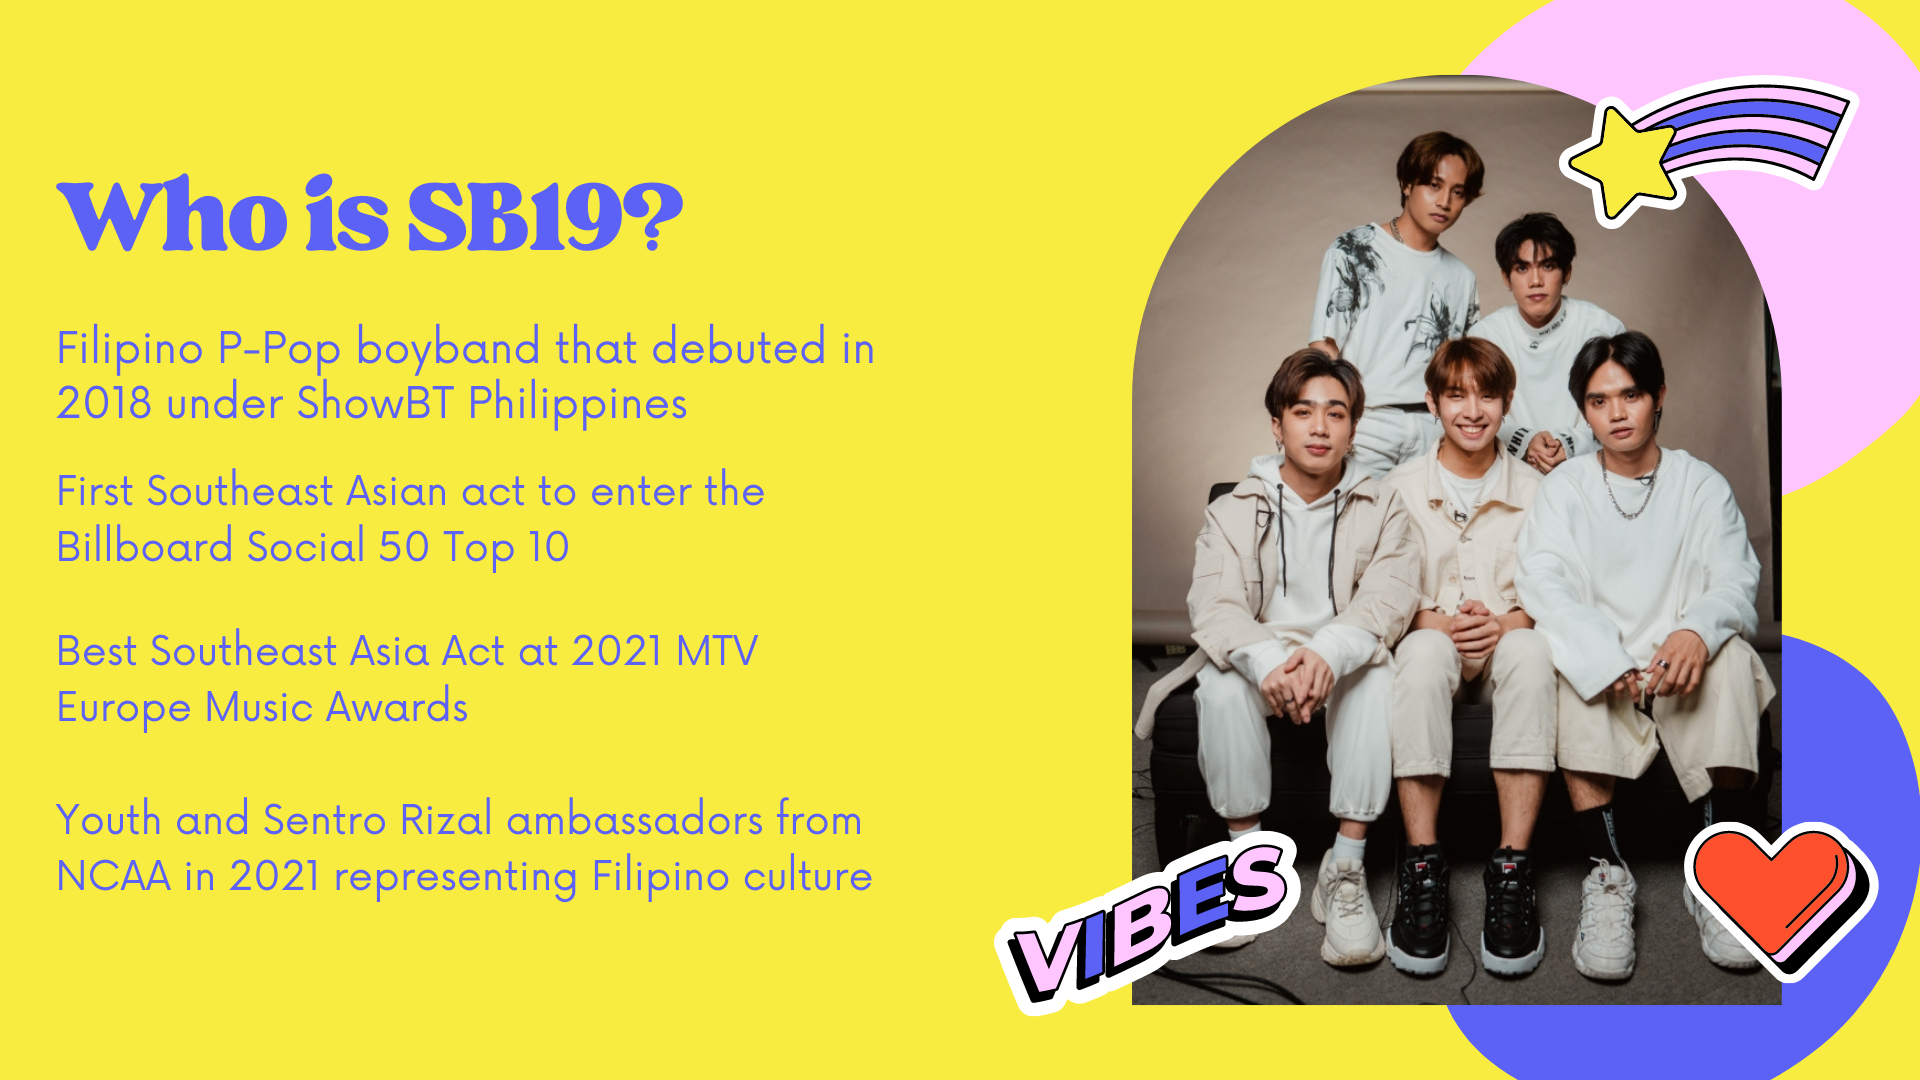 Who is SB19?
Filipino P-Pop boyband that debuted in
2018 under ShowBT Philippines
First Southeast Asian act to enter the
Billboard Social 50 Top 10
Best Southeast Asia Act at 2021 MTV
Europe Music Awards
Youth and Sentro Rizal ambassadors from
NCAA in 2021 representing Filipino culture
VIBES